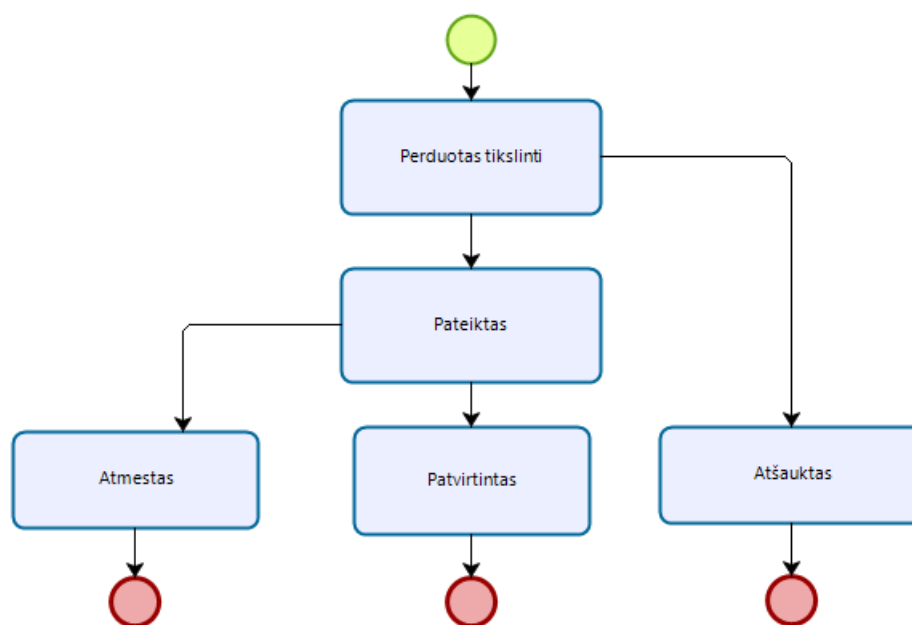 Perduotas tikslinti
Pateiktas
Atmestas
Patvirtintas
Atšauktas